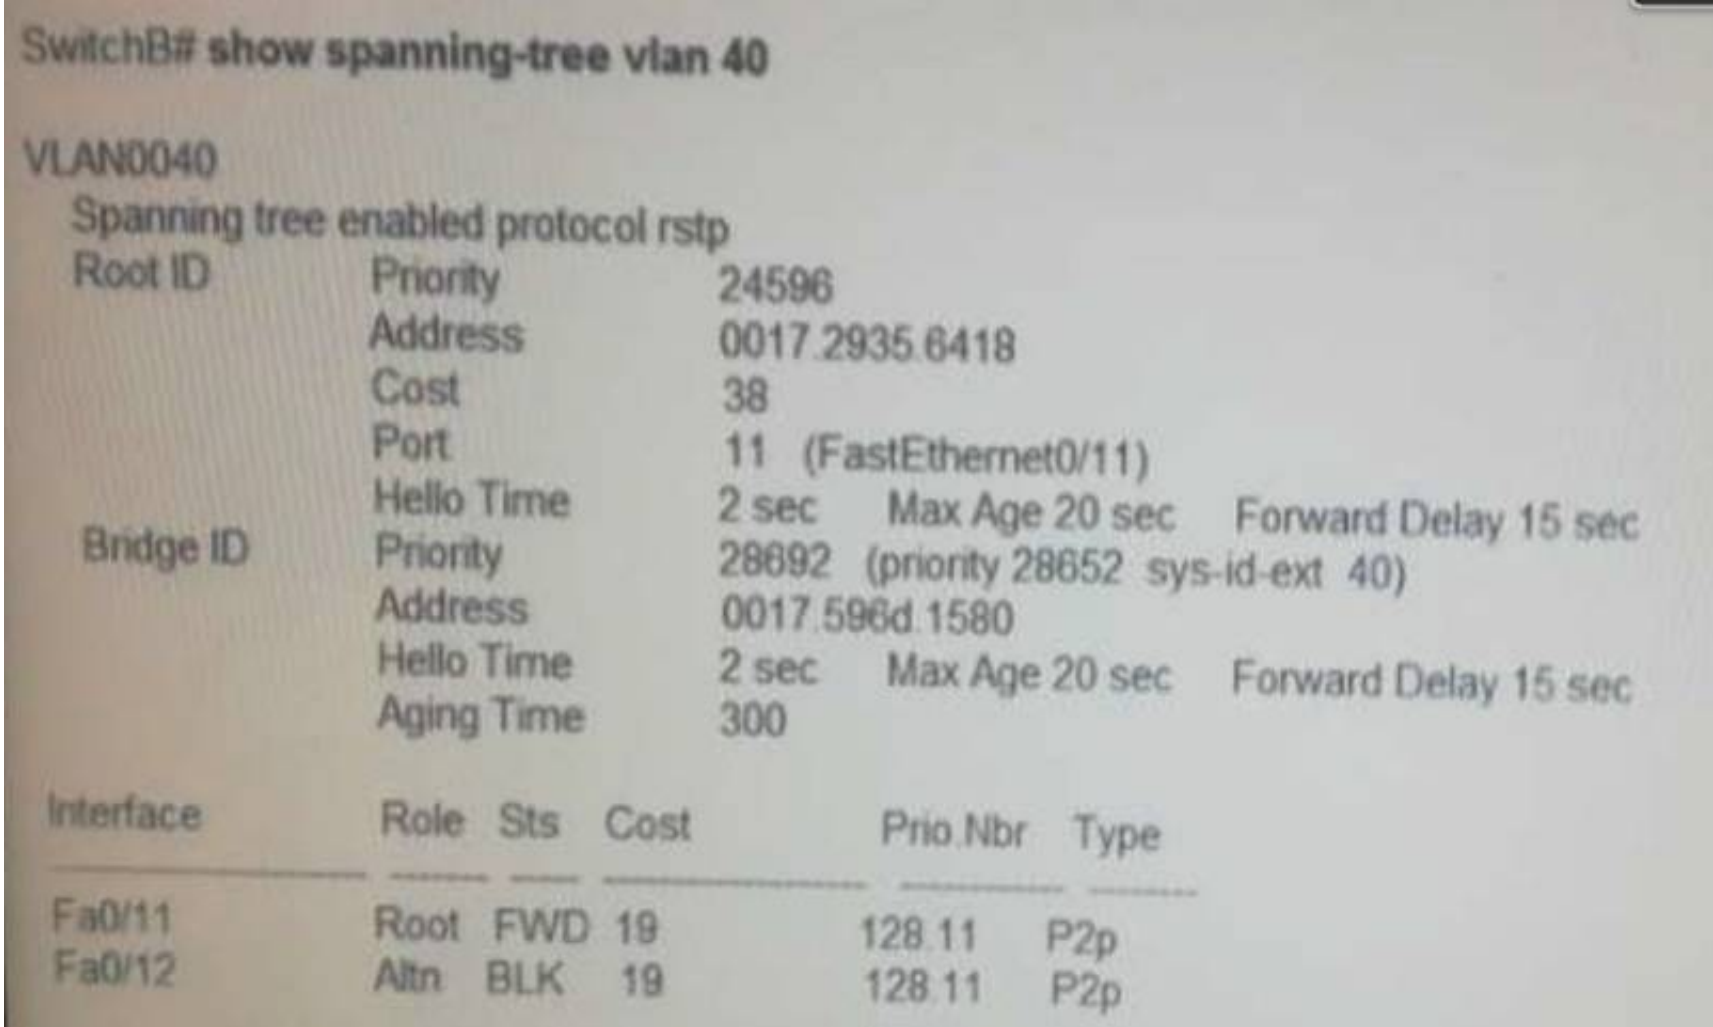 SwitchB# show spanning-tree vlan 40
VLAN0040
Spanning tree enabled protocol rstp
Root ID Priority 24596
Address 0017.2935.6418
Cost 38
Port 11 (FastEthernet0/11)
Hello Time 2 sec Max Age 20 sec Forward Delay 15 sec
Bridge ID Priority 28692 (priority 28652 sys-id-ext 40)
Address 0017.596d.1580
Hello Time 2 sec Max Age 20 sec Forward Delay 15 sec
Aging Time 300
Interface Role Sts Cost Prio.Nbr Type
Fa0/11 Root FWD 19 128.11 P2p
Fa0/12 Altn BLK 19 128.11 P2p